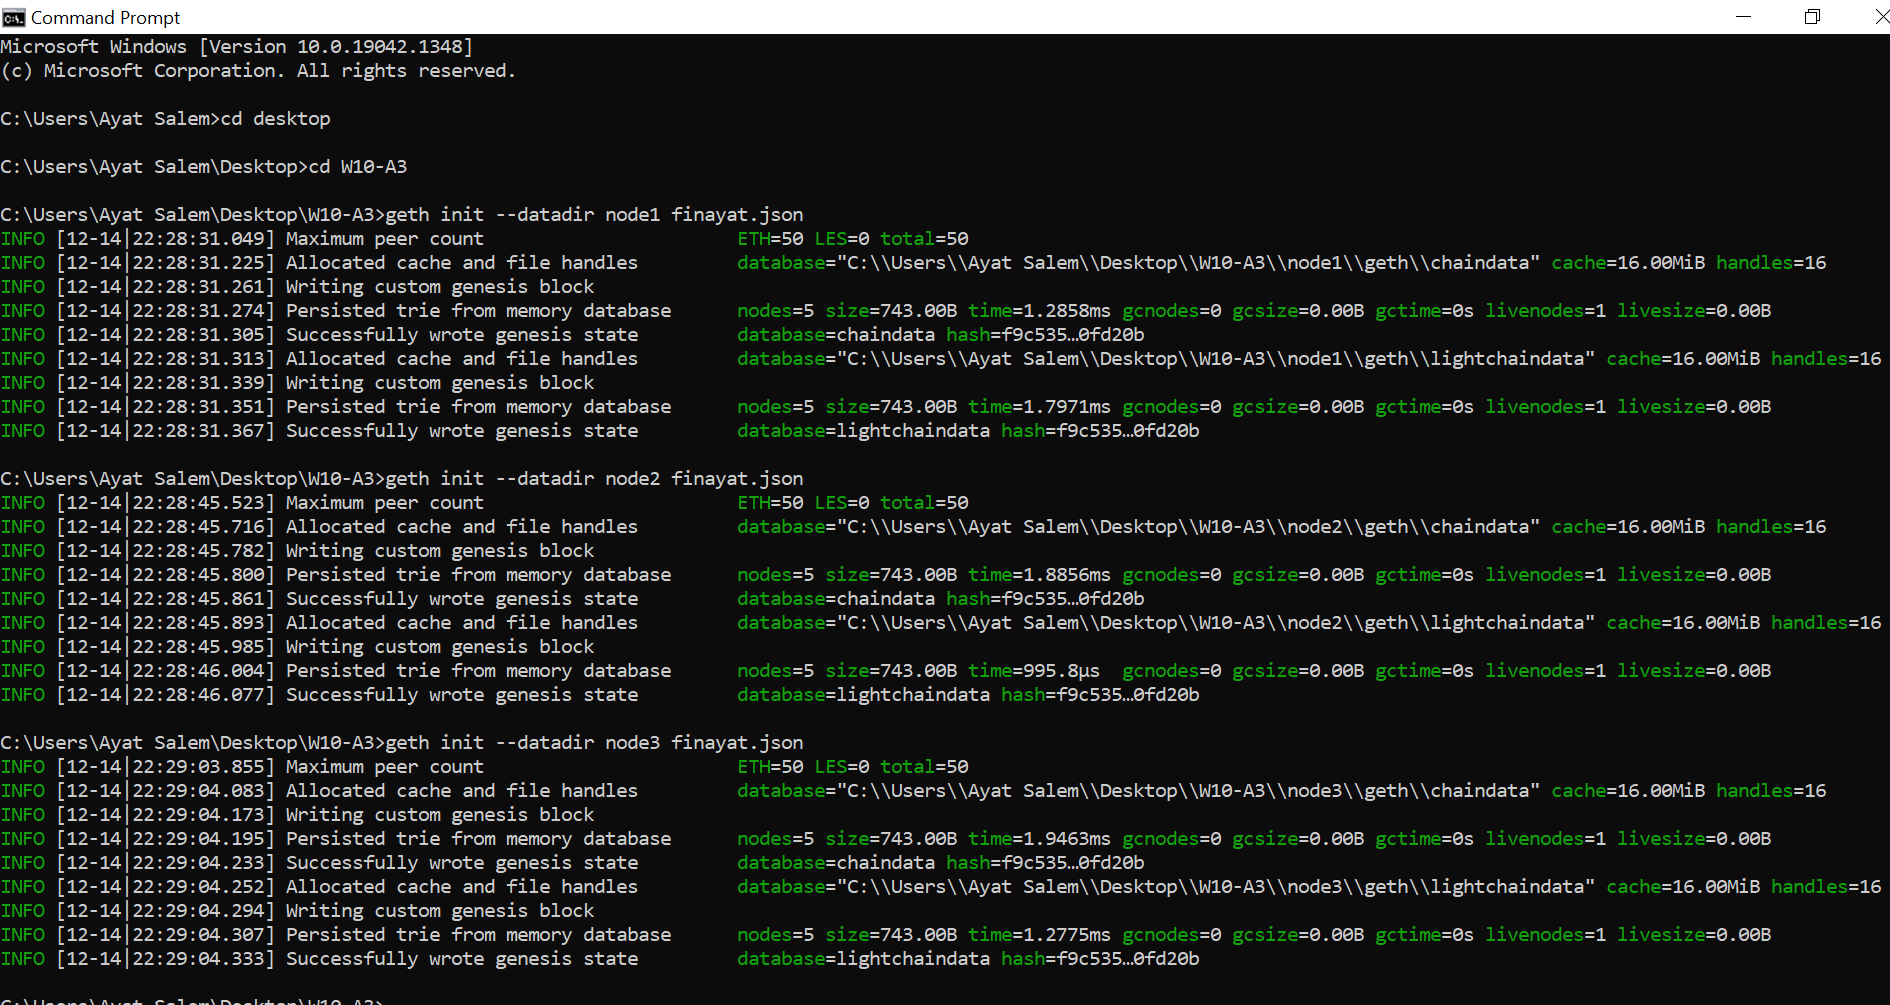 Command Prompt
Microsoft Windows [Version 10.0.19042.1348]
(c) Microsoft Corporation. All rights reserved.
C:\Users\Ayat Salem>cd desktop
C:\Users\Ayat Salem\Desktop>cd W10-A3
C:\Users\Ayat Salem\Desktop\W10-A3>geth init --datadir node1 finayat.json
INFO [12-14|22:28:31.049] Maximum peer count ETH=50 LES=0 total=50
INFO [12-14|22:28:31.225] Allocated cache and file handles database="C:\\Users\\Ayat Salem\\Desktop\\W10-A3\\node1\\geth\\chaindata" cache=16.00MiB handles=16
INFO [12-14|22:28:31.261] Writing custom genesis block
INFO [12-14|22:28:31.274] Persisted trie from memory database nodes=5 size=743.00B time=1.2858ms gcnodes=0 gcsize=0.00B gctime=0s livenodes=1 livesize=0.00B
INFO [12-14|22:28:31.305] Successfully wrote genesis state database=chaindata hash=f9c535…0fd20b
INFO [12-14|22:28:31.313] Allocated cache and file handles database="C:\\Users\\Ayat Salem\\Desktop\\W10-A3\\node1\\geth\\lightchaindata" cache=16.00MiB handles=16
INFO [12-14|22:28:31.339] Writing custom genesis block
INFO [12-14|22:28:31.351] Persisted trie from memory database nodes=5 size=743.00B time=1.7971ms gcnodes=0 gcsize=0.00B gctime=0s livenodes=1 livesize=0.00B
INFO [12-14|22:28:31.367] Successfully wrote genesis state database=lightchaindata hash=f9c535…0fd20b
C:\Users\Ayat Salem\Desktop\W10-A3>geth init --datadir node2 finayat.json
INFO [12-14|22:28:45.523] Maximum peer count ETH=50 LES=0 total=50
INFO [12-14|22:28:45.716] Allocated cache and file handles database="C:\\Users\\Ayat Salem\\Desktop\\W10-A3\\node2\\geth\\chaindata" cache=16.00MiB handles=16
INFO [12-14|22:28:45.782] Writing custom genesis block
INFO [12-14|22:28:45.800] Persisted trie from memory database nodes=5 size=743.00B time=1.8856ms gcnodes=0 gcsize=0.00B gctime=0s livenodes=1 livesize=0.00B
INFO [12-14|22:28:45.861] Successfully wrote genesis state database=chaindata hash=f9c535…0fd20b
INFO [12-14|22:28:45.893] Allocated cache and file handles database="C:\\Users\\Ayat Salem\\Desktop\\W10-A3\\node2\\geth\\lightchaindata" cache=16.00MiB handles=16
INFO [12-14|22:28:45.985] Writing custom genesis block
INFO [12-14|22:28:46.004] Persisted trie from memory database nodes=5 size=743.00B time=995.8µs gcnodes=0 gcsize=0.00B gctime=0s livenodes=1 livesize=0.00B
INFO [12-14|22:28:46.077] Successfully wrote genesis state database=lightchaindata hash=f9c535…0fd20b
C:\Users\Ayat Salem\Desktop\W10-A3>geth init --datadir node3 finayat.json
INFO [12-14|22:29:03.855] Maximum peer count ETH=50 LES=0 total=50
INFO [12-14|22:29:04.083] Allocated cache and file handles database="C:\\Users\\Ayat Salem\\Desktop\\W10-A3\\node3\\geth\\chaindata" cache=16.00MiB handles=16
INFO [12-14|22:29:04.173] Writing custom genesis block
INFO [12-14|22:29:04.195] Persisted trie from memory database nodes=5 size=743.00B time=1.9463ms gcnodes=0 gcsize=0.00B gctime=0s livenodes=1 livesize=0.00B
INFO [12-14|22:29:04.233] Successfully wrote genesis state database=chaindata hash=f9c535…0fd20b
INFO [12-14|22:29:04.252] Allocated cache and file handles database="C:\\Users\\Ayat Salem\\Desktop\\W10-A3\\node3\\geth\\lightchaindata" cache=16.00MiB handles=16
INFO [12-14|22:29:04.294] Writing custom genesis block
INFO [12-14|22:29:04.307] Persisted trie from memory database nodes=5 size=743.00B time=1.2775ms gcnodes=0 gcsize=0.00B gctime=0s livenodes=1 livesize=0.00B
INFO [12-14|22:29:04.333] Successfully wrote genesis state database=lightchaindata hash=f9c535…0fd20b
C:\Users\Ayat Salem\Desktop\W10-A3>